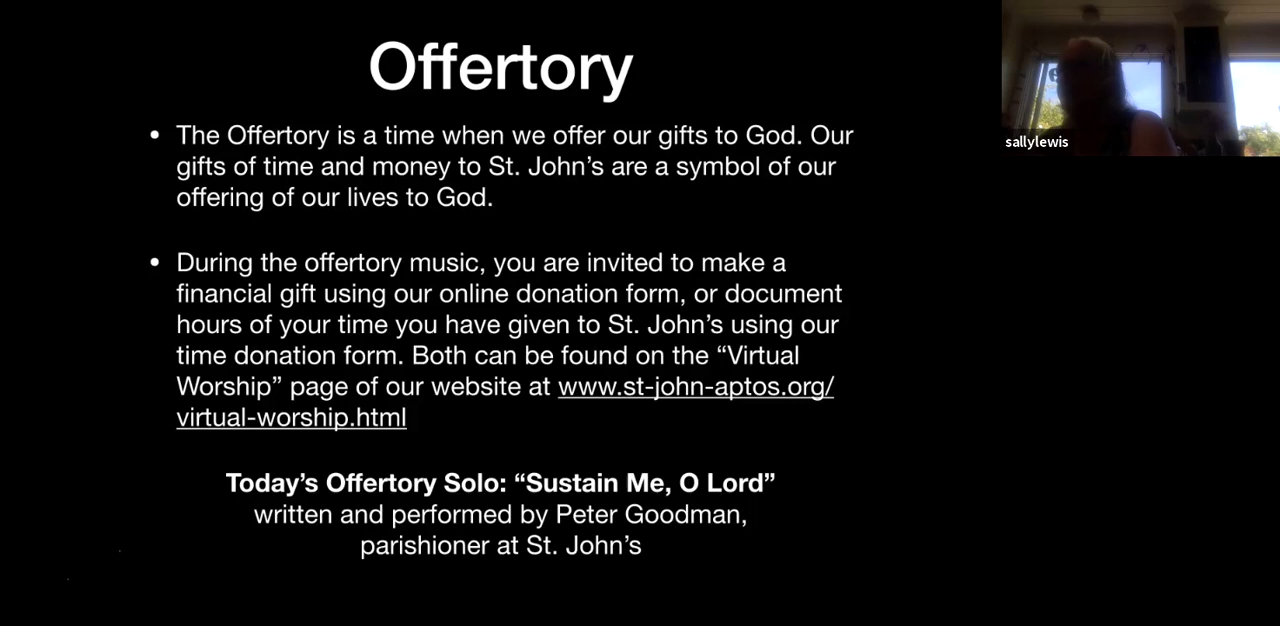 Offertory
• The Offertory is a time when we offer our gifts to God. Our
gifts of time and money to St. John’s are a symbol of our
offering of our lives to God.
• During the offertory music, you are invited to make a
financial gift using our online donation form, or document
hours of your time you have given to St. John’s using our
time donation form. Both can be found on the “Virtual
Worship” page of our website at www.st-john-aptos.org/
virtual-worship.html
Today’s Offertory Solo: “Sustain Me, O Lord”
written and performed by Peter Goodman,
parishioner at St. John’s
sallylewis